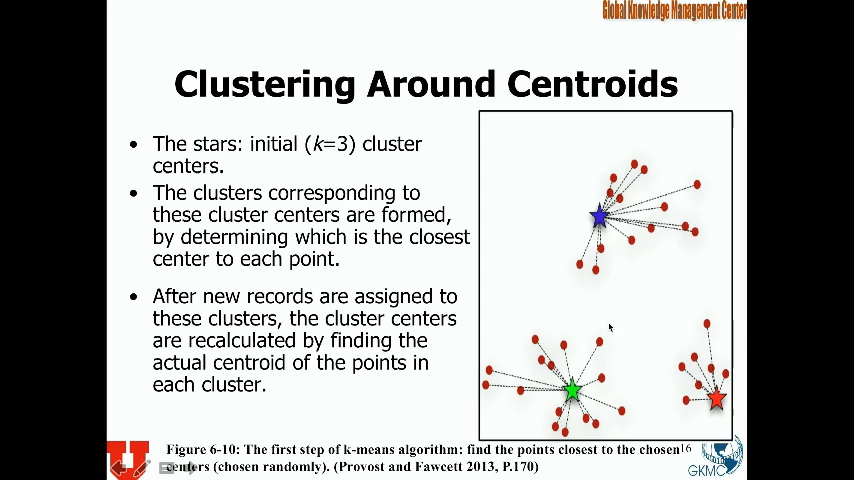 Global Knowledge Management Center
Clustering Around Centroids
• The stars: initial (k=3) cluster
centers.
• The clusters corresponding to
these cluster centers are formed,
by determining which is the closest
center to each point.
• After new records are assigned to
these clusters, the cluster centers
are recalculated by finding the
actual centroid of the points in
each cluster.
Figure 6-10: The first step of k-means algorithm: find the points closest to the chosen
centers (chosen randomly). (Provost and Fawcett 2013, P.170)
16
U
GKMC